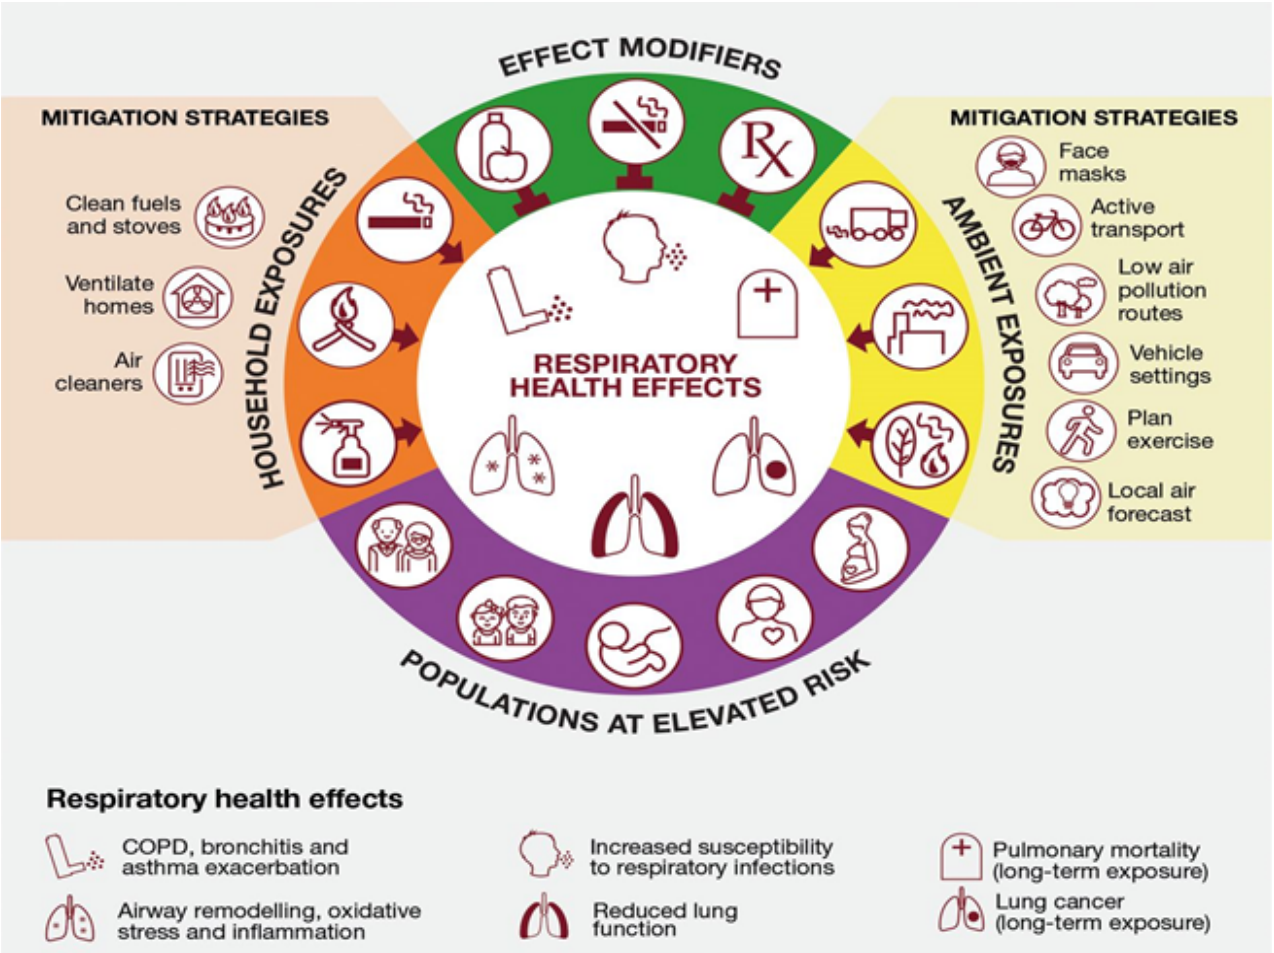 EFFECT MODIFIERS
MITIGATION STRATEGIES
Clean fuels
and stoves
Ventilate
homes
Air
cleaners
HOUSEHOLD EXPOSURES
Rx
MITIGATION STRATEGIES
Face
masks
Active
transport
Low air
pollution
routes
Vehicle
settings
Plan
exercise
Local air
forecast
AMBIENT EXPOSURES
RESPIRATORY
HEALTH EFFECTS
POPULATIONS AT ELEVATED RISK
Respiratory health effects
COPD, bronchitis and
asthma exacerbation
Airway remodelling, oxidative
stress and inflammation
Increased susceptibility
to respiratory infections
Reduced lung
function
Pulmonary mortality
(long-term exposure)
Lung cancer
(long-term exposure)